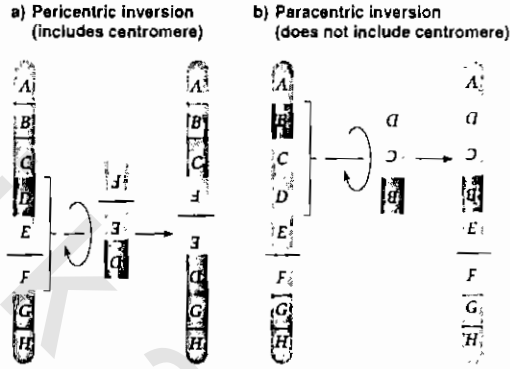 a) Pericentric inversion
(includes centromere)
A
B
C
D
E
F
G
H
F
E
D
A
B
C
F
E
D
G
H
b) Paracentric inversion
(does not include centromere)
A
B
C
D
E
F
G
H
D
C
B
A
D
C
B
E
F
G
H